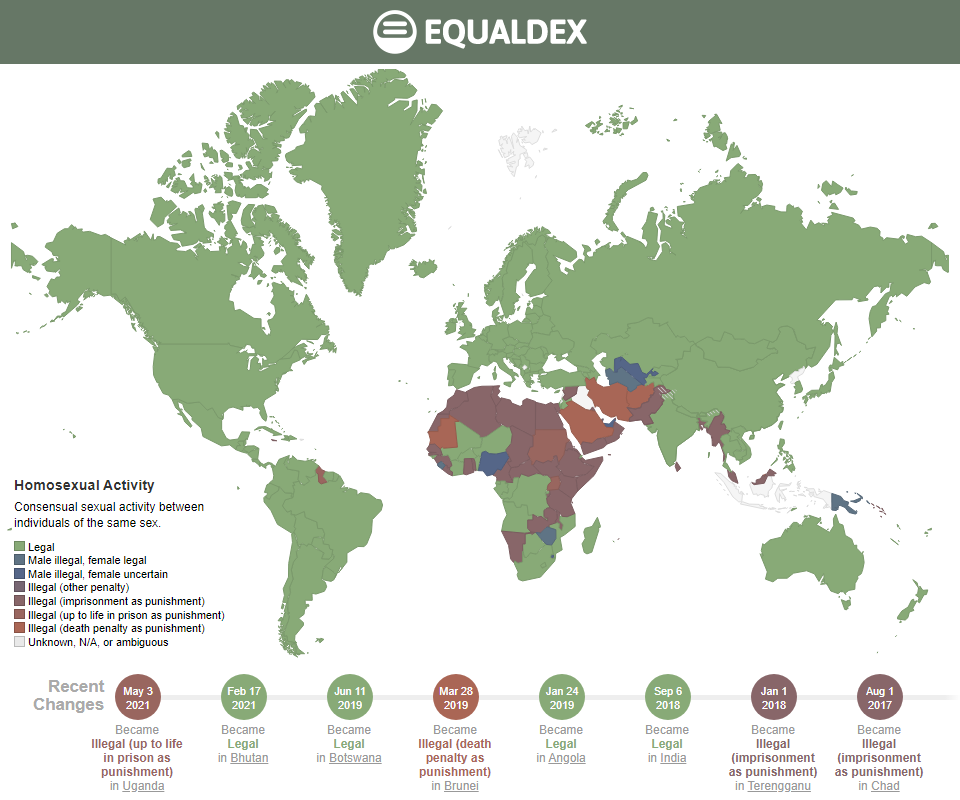 EQUALDEX
Homosexual Activity
Consensual sexual activity between
individuals of the same sex.
Legal
Male illegal, female legal
Male illegal, female uncertain
Illegal (other penalty)
Illegal (imprisonment as punishment)
Illegal (up to life in prison as punishment)
Illegal (death penalty as punishment)
Unknown, N/A, or ambiguous
Recent
Changes
May 3
2021
Became
Illegal (up to life
in prison as
punishment)
in Uganda
Feb 17
2021
Became
Legal
in Bhutan
Jun 11
2019
Became
Legal
in Botswana
Mar 28
2019
Became
Illegal (death
penalty as
punishment)
in Brunei
Jan 24
2019
Became
Legal
in Angola
Sep 6
2018
Became
Legal
in India
Jan 1
2018
Became
Illegal
(imprisonment
as punishment)
in Terengganu
Aug 1
2017
Became
Illegal
(imprisonment
as punishment)
in Chad